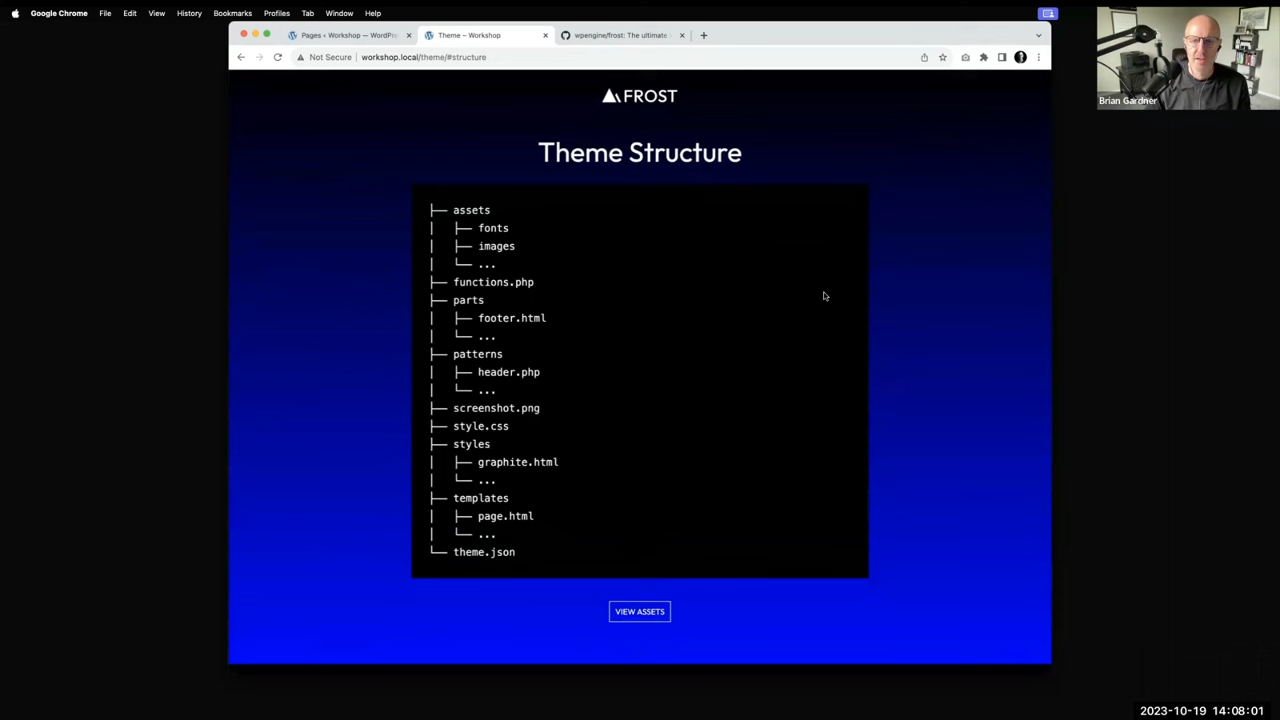 Google Chrome File Edit View History Bookmarks Profiles Tab Window Help
Pages ‹ Workshop — WordPre
Theme – Workshop
wpengine/frost: The ultimate
Not Secure
workshop.local/theme/#structure
Brian Gardner
FROST
Theme Structure
├── assets
│   ├── fonts
│   ├── images
│   └── ...
├── functions.php
├── parts
│   ├── footer.html
│   └── ...
├── patterns
│   ├── header.php
│   └── ...
├── screenshot.png
├── style.css
├── styles
│   ├── graphite.html
│   └── ...
├── templates
│   ├── page.html
│   └── ...
└── theme.json
VIEW ASSETS
2023-10-19 14:08:01